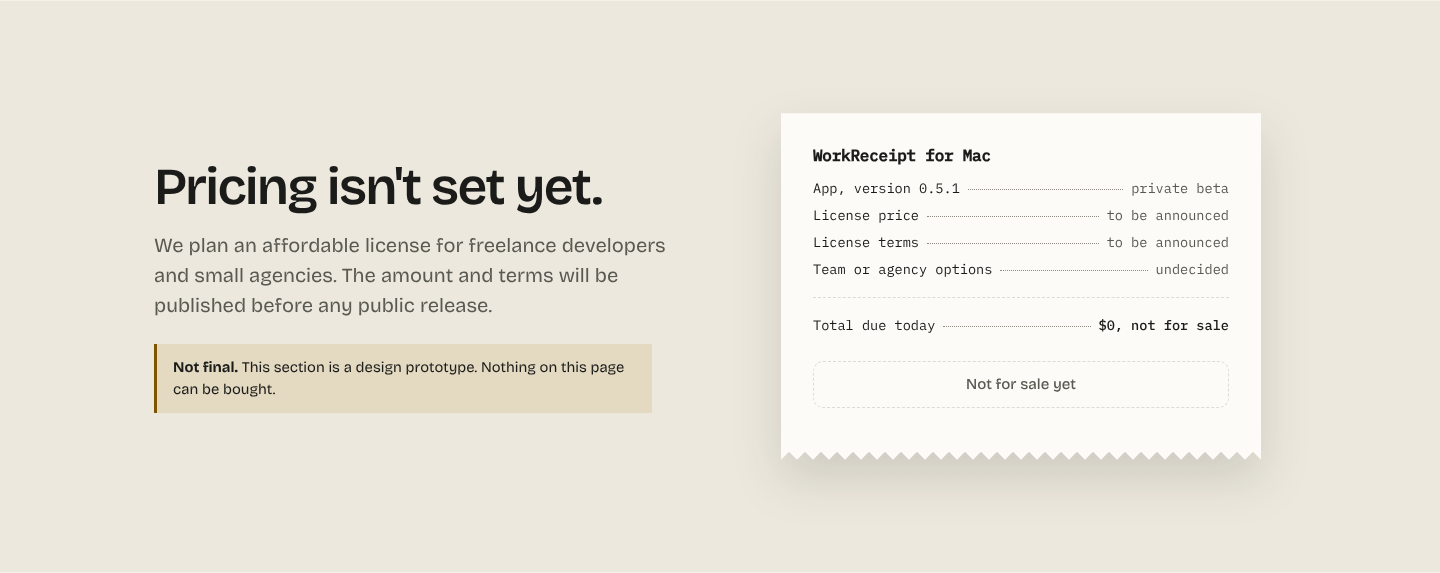 Pricing isn't set yet.
We plan an affordable license for freelance developers
and small agencies. The amount and terms will be
published before any public release.
Not final. This section is a design prototype. Nothing on this page
can be bought.
WorkReceipt for Mac
App, version 0.5.1 private beta
License price to be announced
License terms to be announced
Team or agency options undecided
Total due today $0, not for sale
Not for sale yet